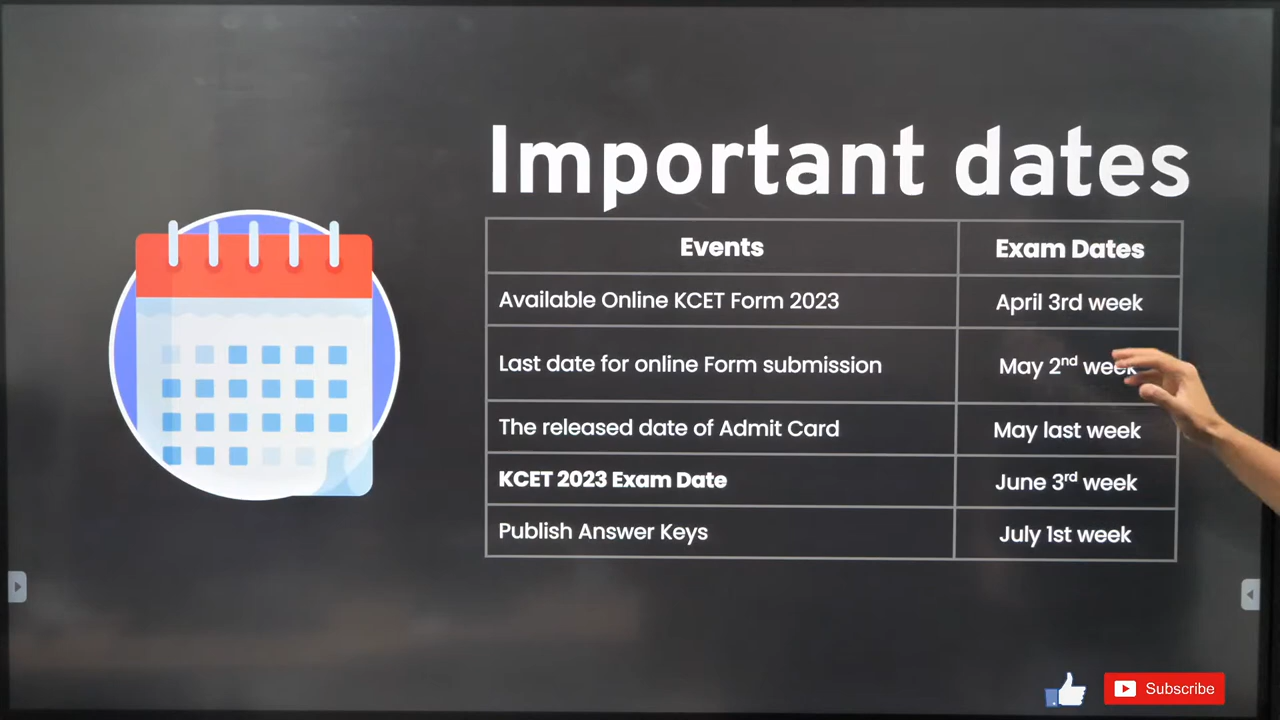 Important dates
Events Exam Dates
Available Online KCET Form 2023 April 3rd week
Last date for online Form submission May 2nd week
The released date of Admit Card May last week
KCET 2023 Exam Date June 3rd week
Publish Answer Keys July 1st week
Subscribe